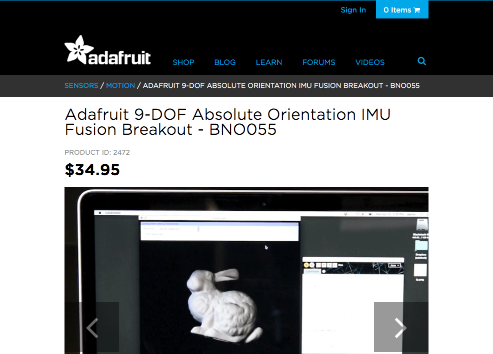 Sign In
0 Items
adafruit
SHOP BLOG LEARN FORUMS VIDEOS
SENSORS / MOTION / ADAFRUIT 9-DOF ABSOLUTE ORIENTATION IMU FUSION BREAKOUT - BNO055
Adafruit 9-DOF Absolute Orientation IMU
Fusion Breakout - BNO055
PRODUCT ID: 2472
$34.95